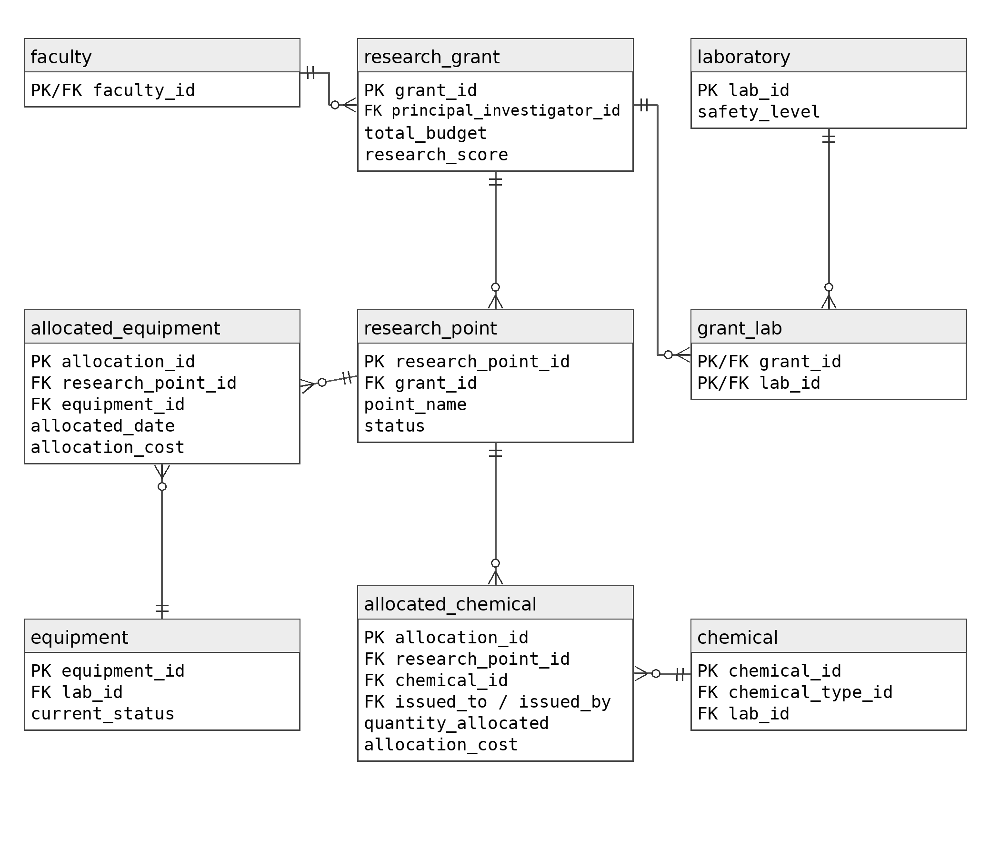 faculty
PK/FK faculty_id
research_grant
PK grant_id
FK principal_investigator_id
total_budget
research_score
laboratory
PK lab_id
safety_level
allocated_equipment
PK allocation_id
FK research_point_id
FK equipment_id
allocated_date
allocation_cost
research_point
PK research_point_id
FK grant_id
point_name
status
grant_lab
PK/FK grant_id
PK/FK lab_id
equipment
PK equipment_id
FK lab_id
current_status
allocated_chemical
PK allocation_id
FK research_point_id
FK chemical_id
FK issued_to / issued_by
quantity_allocated
allocation_cost
chemical
PK chemical_id
FK chemical_type_id
FK lab_id